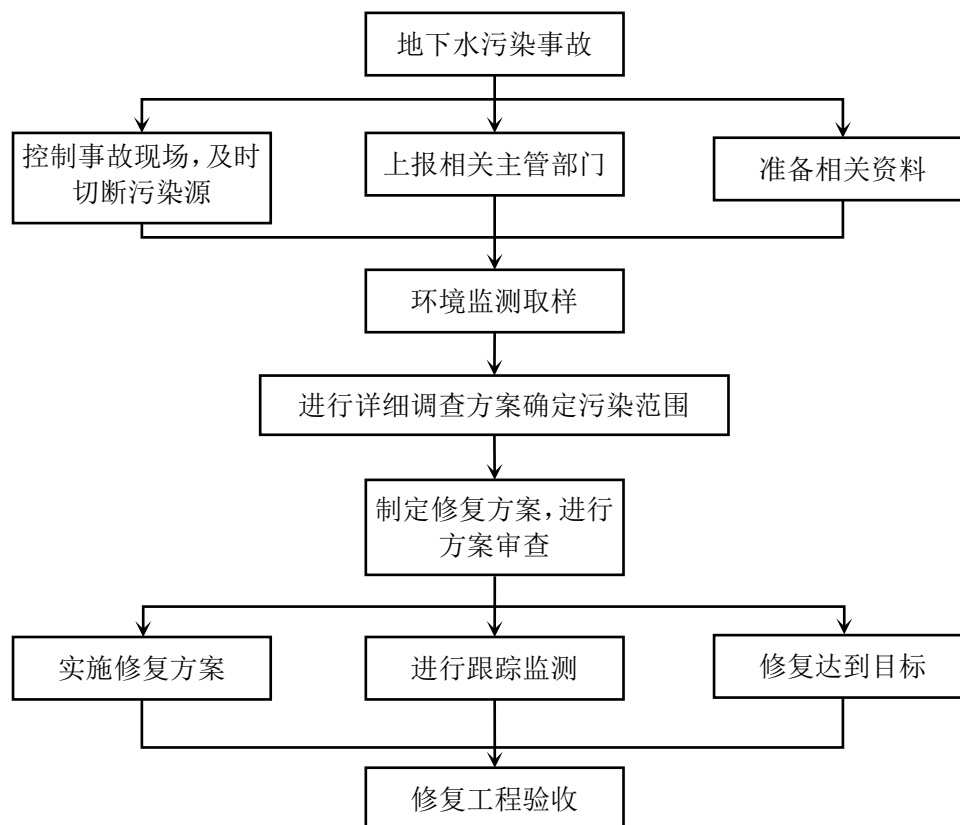 地下水污染事故
控制事故现场，及时
切断污染源
上报相关主管部门
准备相关资料
环境监测取样
进行详细调查方案确定污染范围
制定修复方案，进行
方案审查
实施修复方案
进行跟踪监测
修复达到目标
修复工程验收